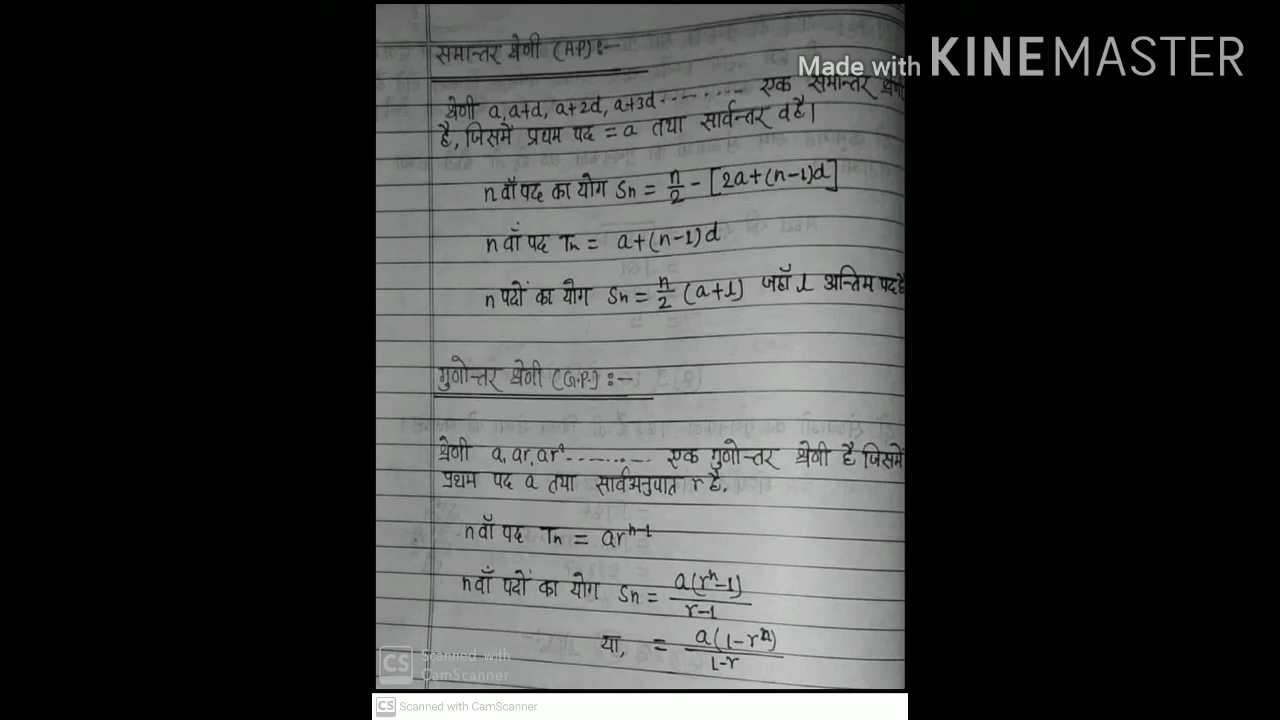 Made with KINEMASTER
समान्तर श्रेणी (A.P) :-
श्रेणी a, a+d, a+2d, a+3d......... एक समान्तर श्रेणी
है, जिसमें प्रथम पद = a तथा सार्वन्तर d है।
n वाँ पद का योग Sn = n/2 - [2a+(n-1)d]
n वाँ पद Tn = a+(n-1)d
n पदों का योग Sn = n/2 (a+l) जहाँ l अन्तिम पद है
गुणोत्तर श्रेणी (G.P.) :-
श्रेणी a, ar, ar² .......... एक गुणोत्तर श्रेणी है जिसमें
प्रथम पद a तथा सार्वअनुपात r है.
n वाँ पद Tn = arⁿ⁻¹
n वाँ पदों का योग Sn = a(rⁿ-1)/r-1
या, = a(1-rⁿ)/1-r
CS Scanned with
CamScanner
CS Scanned with CamScanner